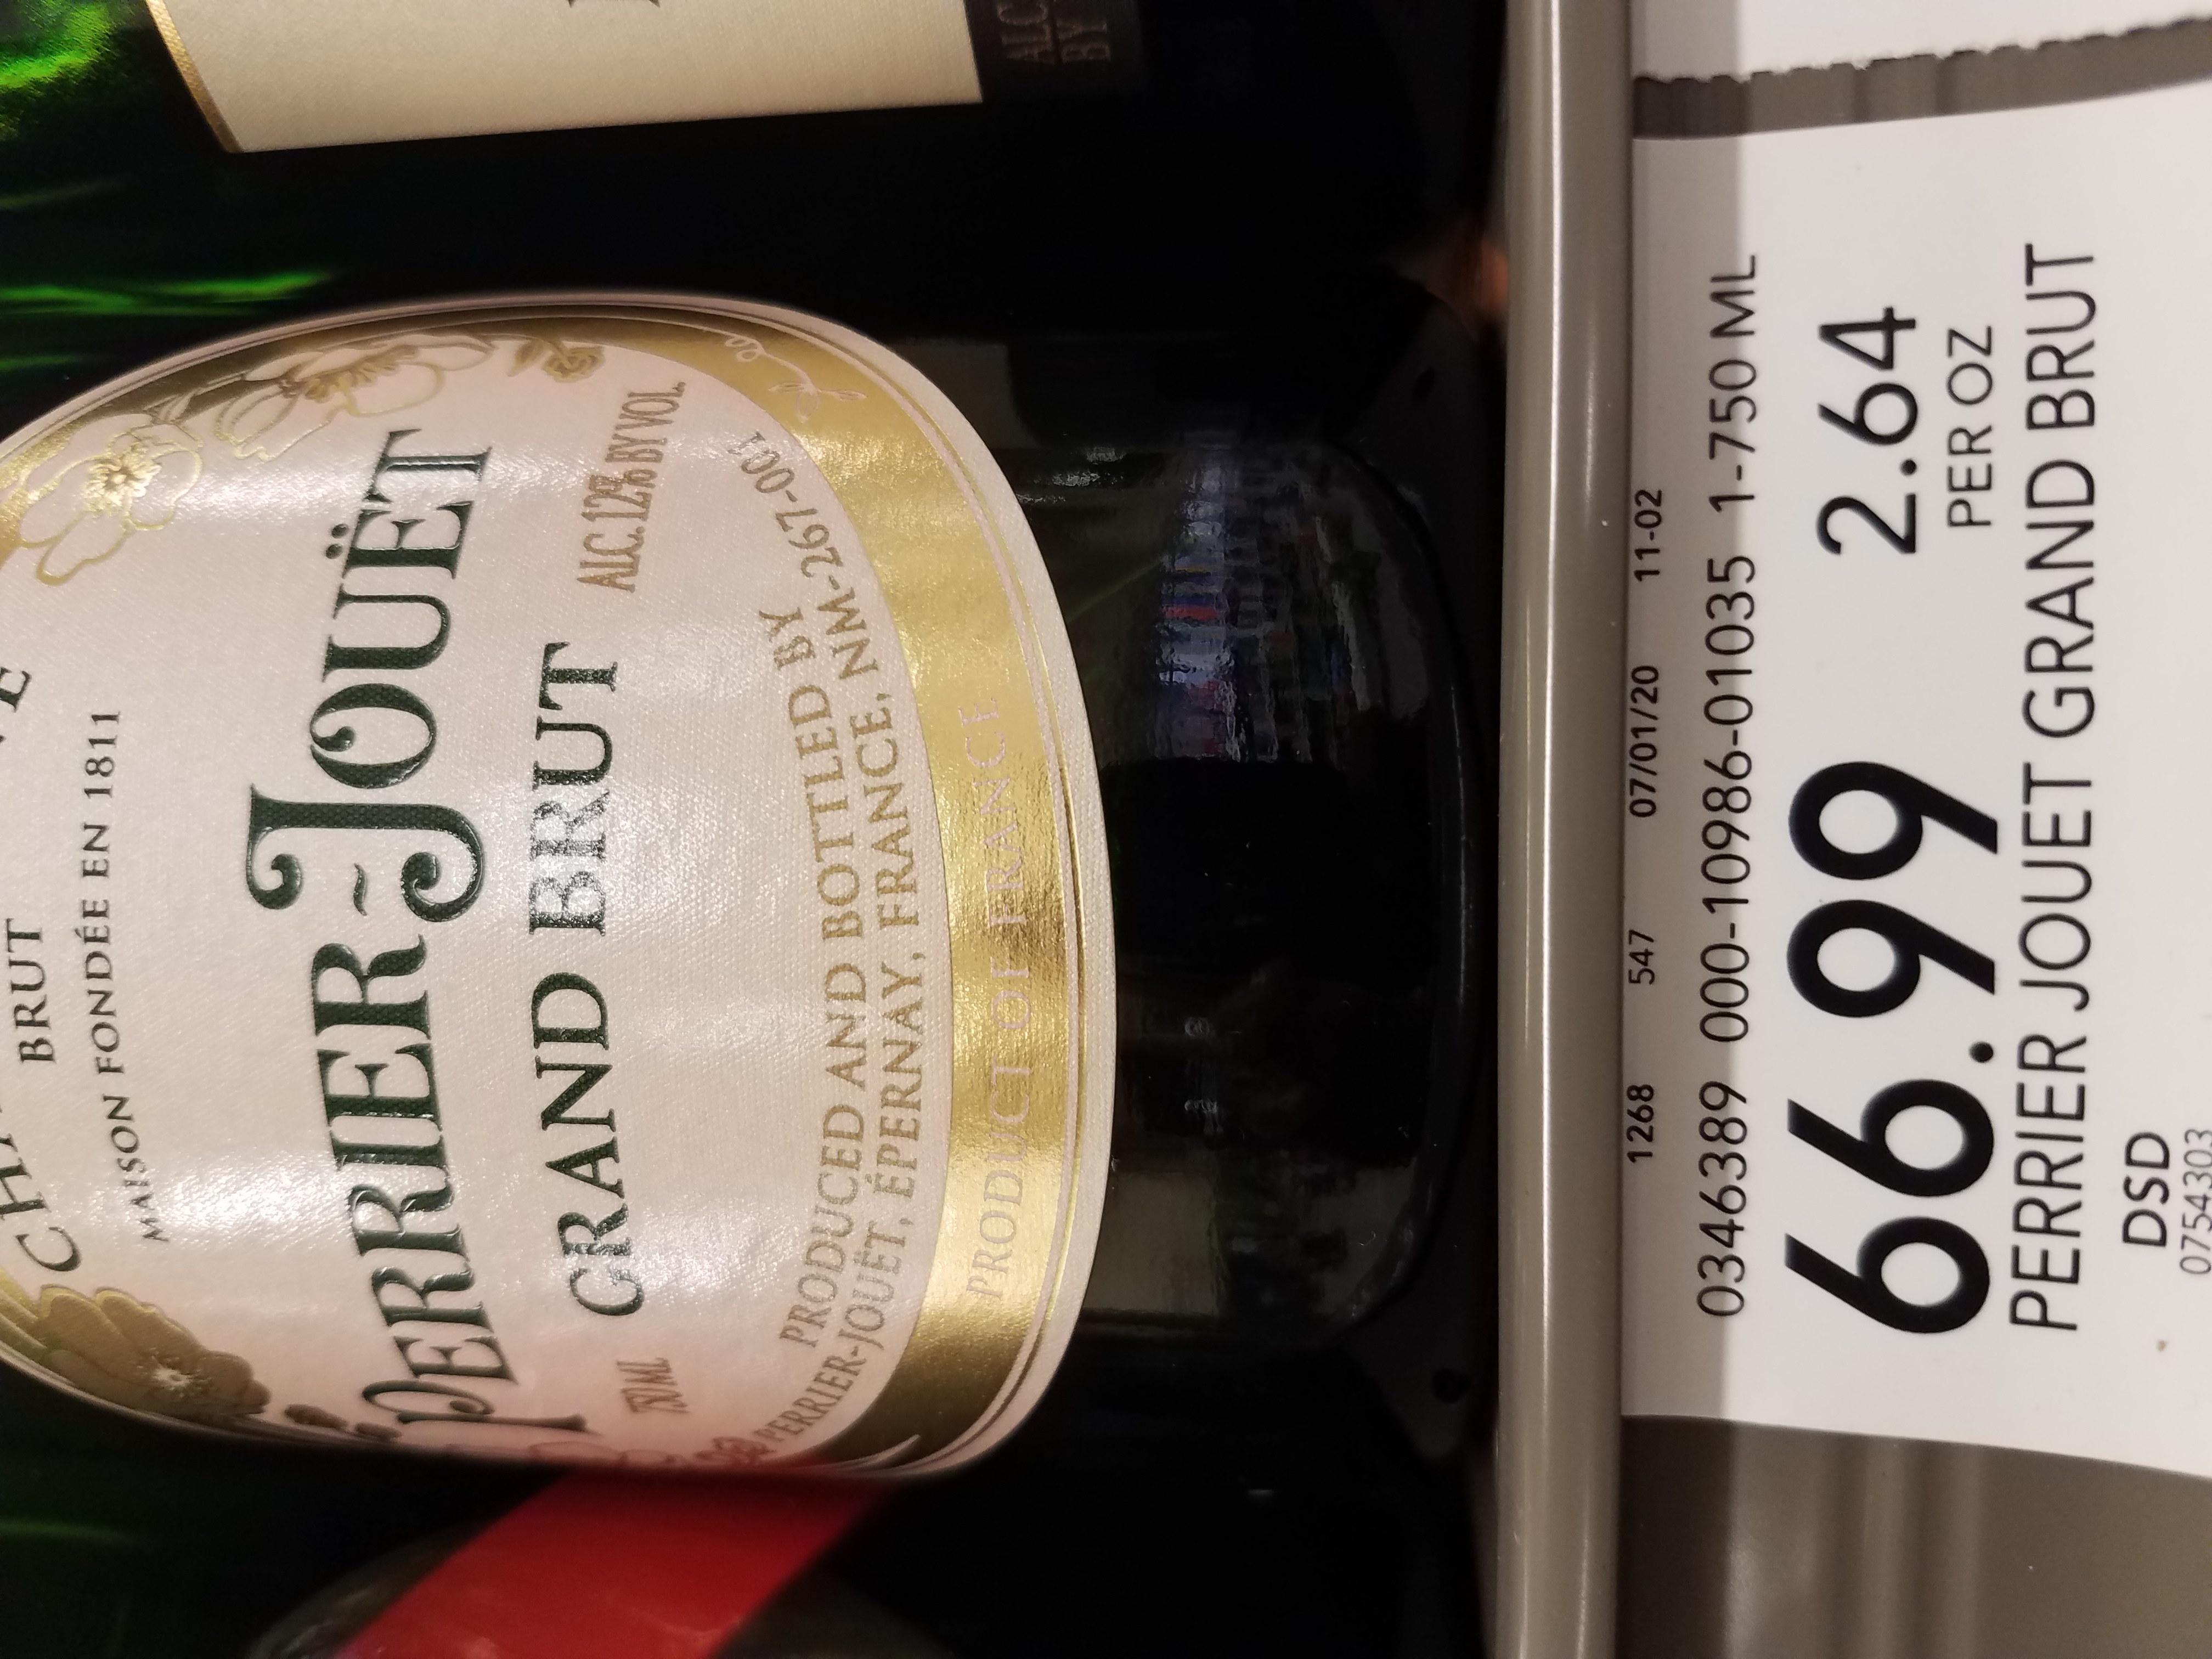 BRUT
MAISON FONDÉE EN 1811
PERRIER-JOUËT
GRAND BRUT
750 ML
ALC. 12% BY VOL.
PRODUCED AND BOTTLED BY
PERRIER-JOUËT, ÉPERNAY, FRANCE, NM-267-001
PRODUCT OF FRANCE
ALC
BY
1268 547 07/01/20 11-02
0346389 000-10986-01035 1-750 ML
66.99
2.64
PER OZ
PERRIER JOUET GRAND BRUT
DSD
0754303